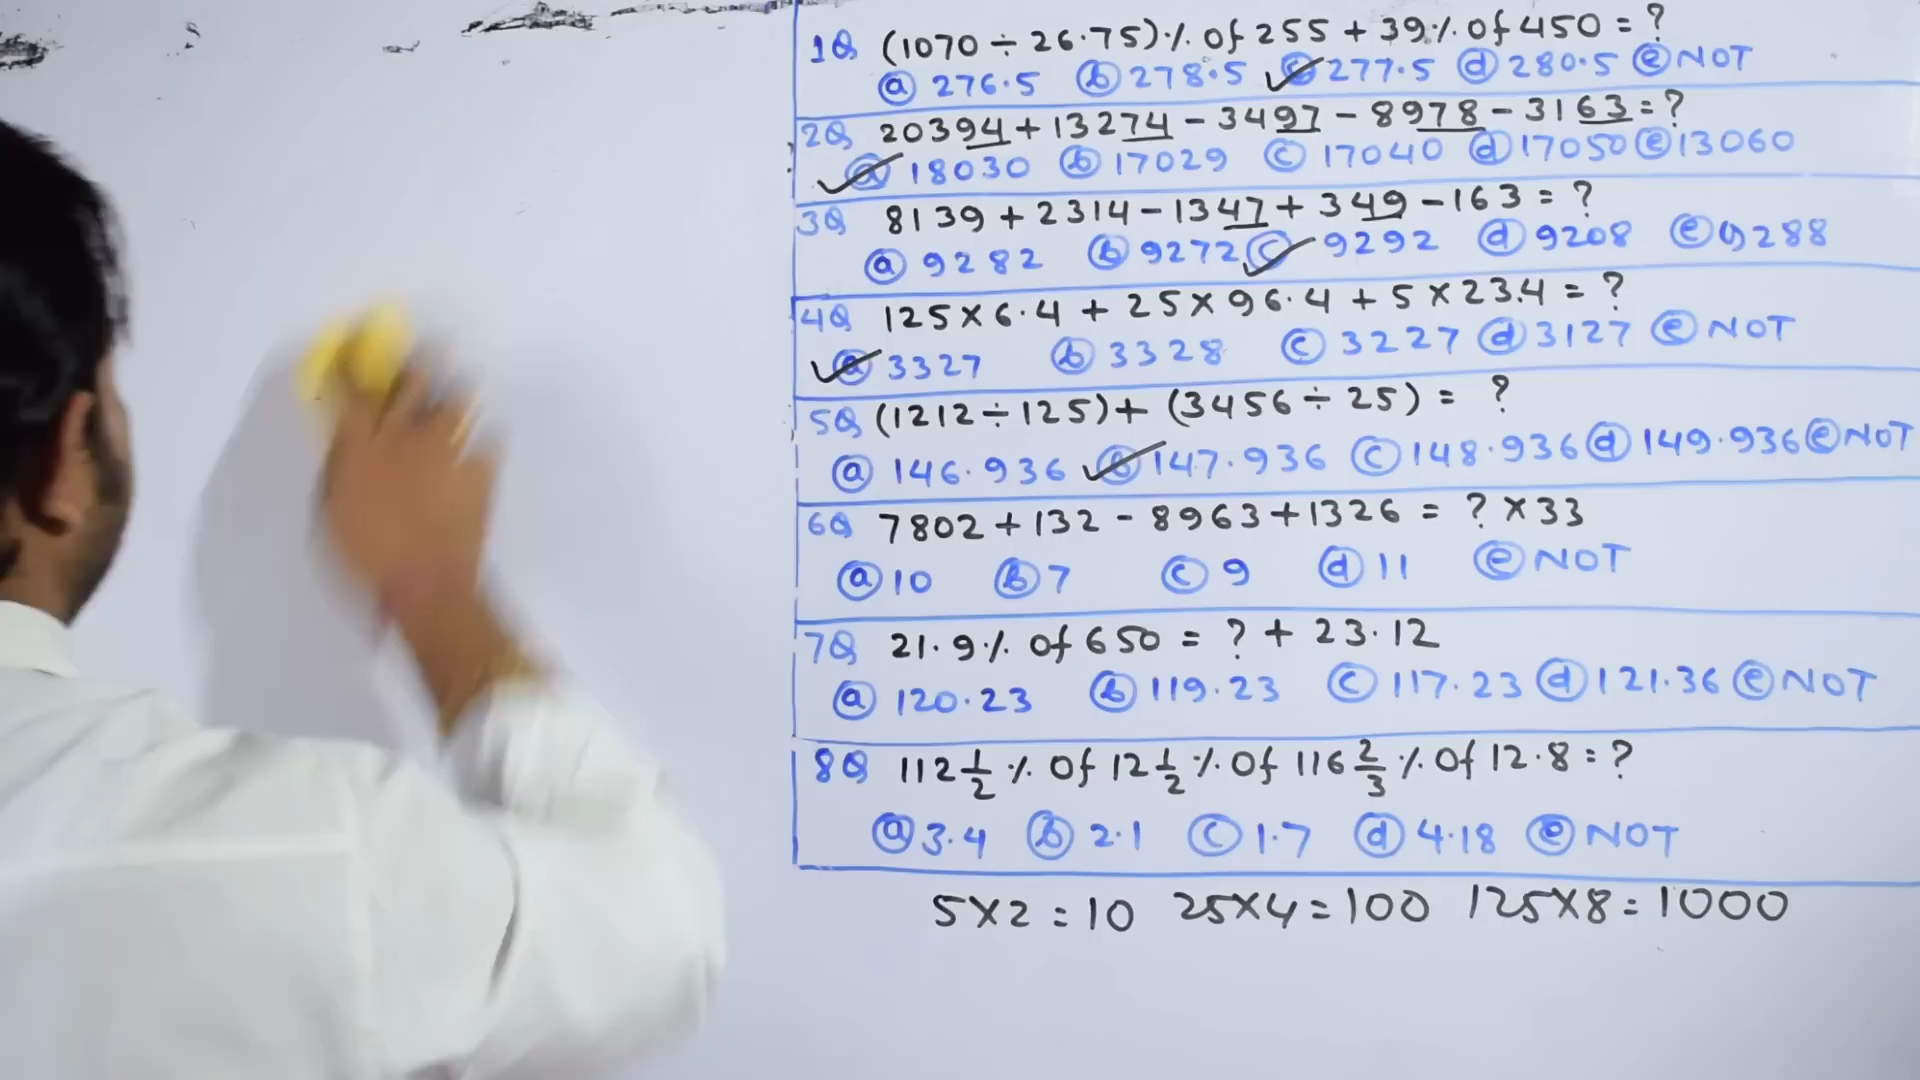 1Q (1070 ÷ 26.75)% of 255 + 39% of 450 = ?
ⓐ 276.5 ⓑ 278.5 ⓒ 277.5 ⓓ 280.5 ⓔ NOT
2Q 20394 + 13274 - 3497 - 8978 - 3163 = ?
ⓐ 18030 ⓑ 17029 ⓒ 17040 ⓓ 17050 ⓔ 13060
3Q 8139 + 2314 - 1347 + 349 - 163 = ?
ⓐ 9282 ⓑ 9272 ⓒ 9292 ⓓ 9208 ⓔ 9288
4Q 125 × 6.4 + 25 × 96.4 + 5 × 23.4 = ?
ⓐ 3327 ⓑ 3328 ⓒ 3227 ⓓ 3127 ⓔ NOT
5Q (1212 ÷ 125) + (3456 ÷ 25) = ?
ⓐ 146.936 ⓑ 147.936 ⓒ 148.936 ⓓ 149.936 ⓔ NOT
6Q 7802 + 132 - 8963 + 1326 = ? × 33
ⓐ 10 ⓑ 7 ⓒ 9 ⓓ 11 ⓔ NOT
7Q 21.9% of 650 = ? + 23.12
ⓐ 120.23 ⓑ 119.23 ⓒ 117.23 ⓓ 121.36 ⓔ NOT
8Q 112 1/2 % of 12 1/2 % of 116 2/3 % of 12.8 = ?
ⓐ 3.4 ⓑ 2.1 ⓒ 1.7 ⓓ 4.18 ⓔ NOT
5×2 = 10 25×4 = 100 125×8 = 1000